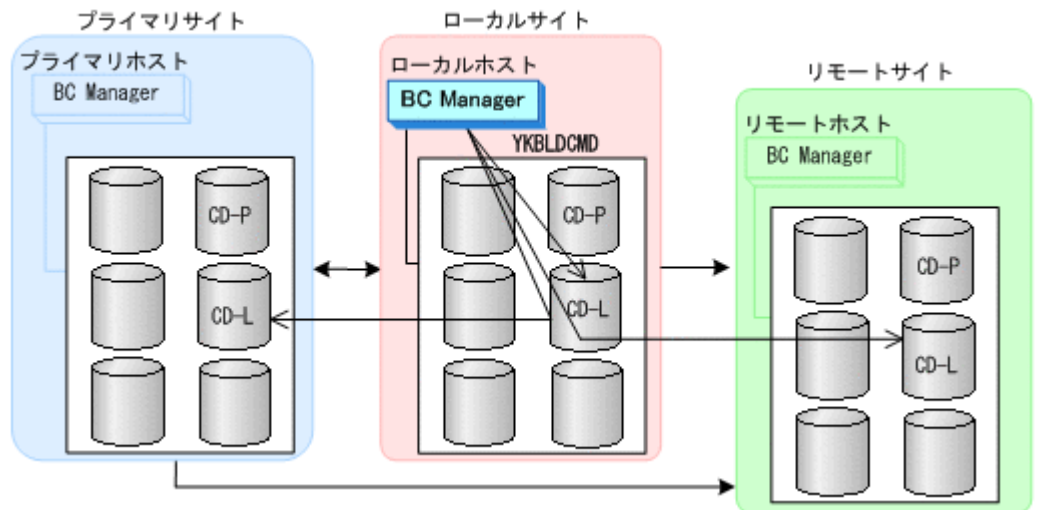 プライマリサイト
プライマリホスト
BC Manager
CD-P
CD-L
ローカルサイト
ローカルホスト
BC Manager
YKBLDCMD
CD-P
CD-L
リモートサイト
リモートホスト
BC Manager
CD-P
CD-L